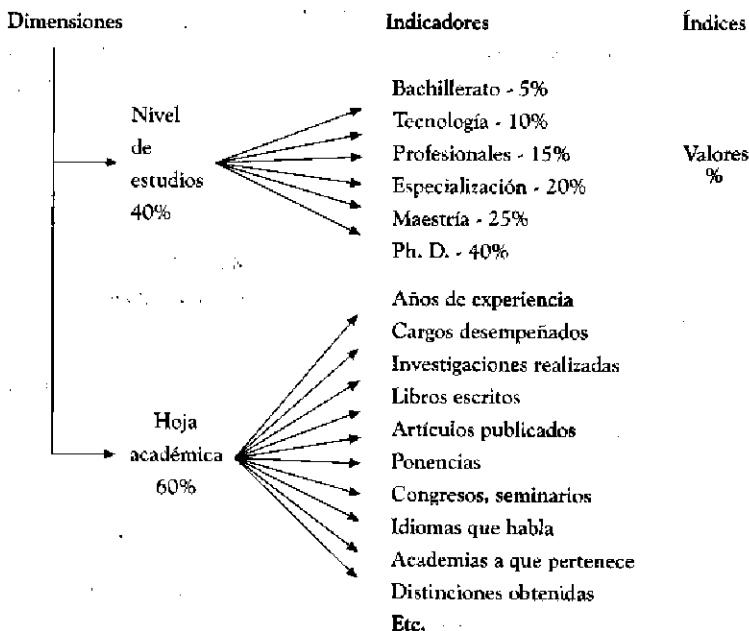 Dimensiones Indicadores Índices
Nivel
de
estudios
40%
Bachillerato - 5%
Tecnología - 10%
Profesionales - 15%
Especialización - 20%
Maestría - 25%
Ph. D. - 40%
Valores
%
Hoja
académica
60%
Años de experiencia
Cargos desempeñados
Investigaciones realizadas
Libros escritos
Artículos publicados
Ponencias
Congresos, seminarios
Idiomas que habla
Academias a que pertenece
Distinciones obtenidas
Etc.